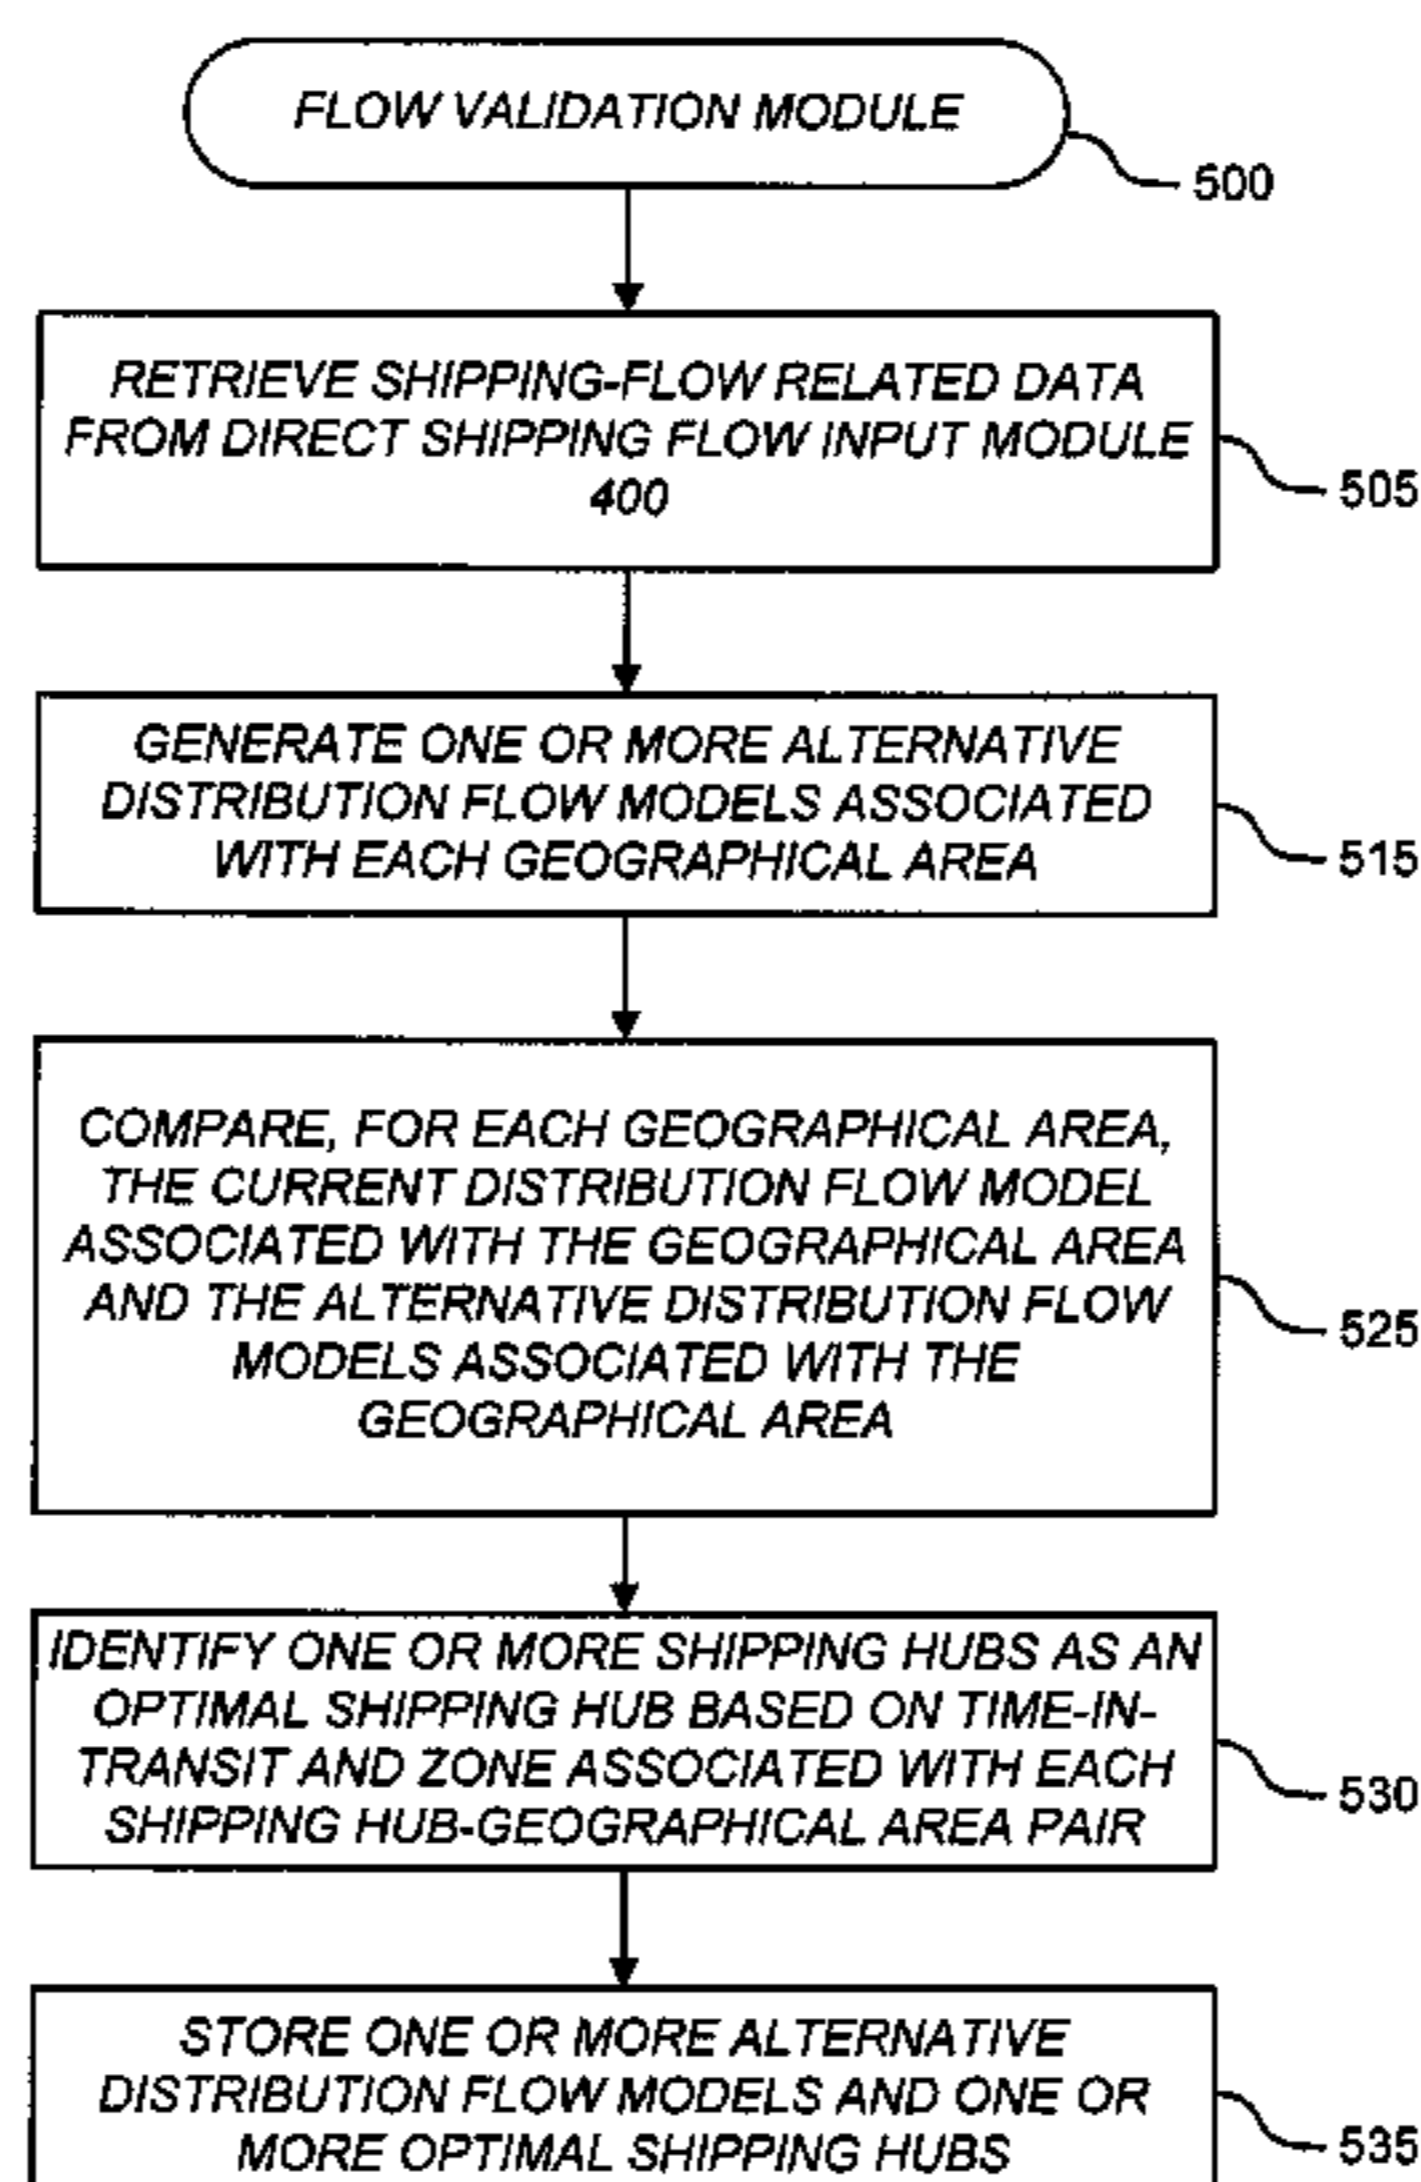 FLOW VALIDATION MODULE
500
RETRIEVE SHIPPING-FLOW RELATED DATA
FROM DIRECT SHIPPING FLOW INPUT MODULE
400
505
GENERATE ONE OR MORE ALTERNATIVE
DISTRIBUTION FLOW MODELS ASSOCIATED
WITH EACH GEOGRAPHICAL AREA
515
COMPARE, FOR EACH GEOGRAPHICAL AREA,
THE CURRENT DISTRIBUTION FLOW MODEL
ASSOCIATED WITH THE GEOGRAPHICAL AREA
AND THE ALTERNATIVE DISTRIBUTION FLOW
MODELS ASSOCIATED WITH THE
GEOGRAPHICAL AREA
525
IDENTIFY ONE OR MORE SHIPPING HUBS AS AN
OPTIMAL SHIPPING HUB BASED ON TIME-IN-
TRANSIT AND ZONE ASSOCIATED WITH EACH
SHIPPING HUB-GEOGRAPHICAL AREA PAIR
530
STORE ONE OR MORE ALTERNATIVE
DISTRIBUTION FLOW MODELS AND ONE OR
MORE OPTIMAL SHIPPING HUBS
535